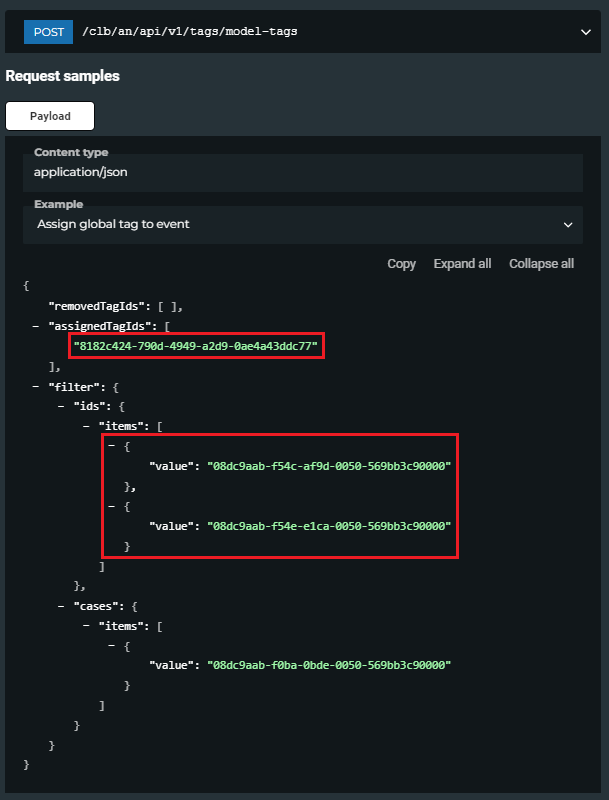 POST /clb/an/api/v1/tags/model-tags
Request samples
Payload
Content type
application/json
Example
Assign global tag to event
Copy Expand all Collapse all
{
"removedTagIds": [ ],
– "assignedTagIds": [
"8182c424-790d-4949-a2d9-0ae4a43ddc77"
],
– "filter": {
– "ids": {
– "items": [
– {
"value": "08dc9aab-f54c-af9d-0050-569bb3c90000"
},
– {
"value": "08dc9aab-f54e-e1ca-0050-569bb3c90000"
}
]
},
– "cases": {
– "items": [
– {
"value": "08dc9aab-f0ba-0bde-0050-569bb3c90000"
}
]
}
}
}